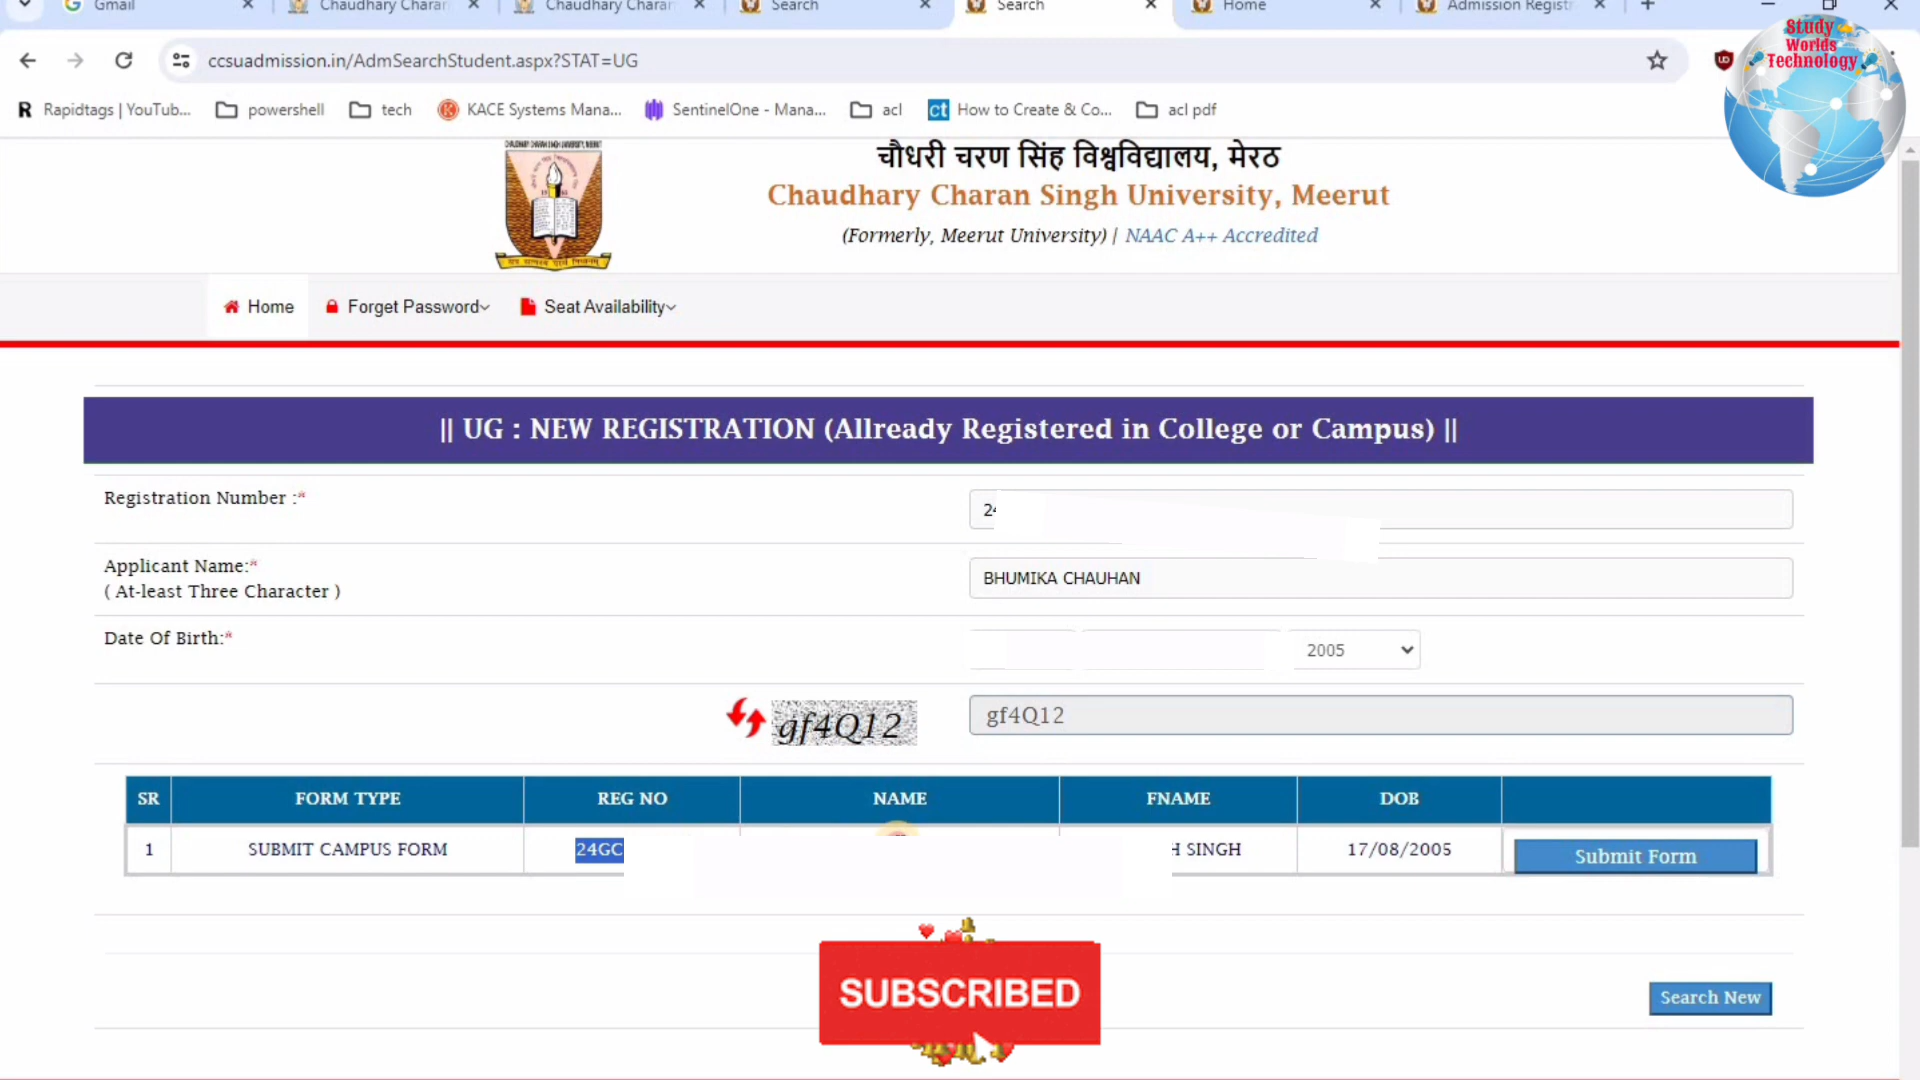 Gmail
Chaudhary Charan
Chaudhary Charan
Search
Search
Home
Admission Registr
Study
Worlds
Technology
ccsuadmission.in/AdmSearchStudent.aspx?STAT=UG
R Rapidtags | YouTub...
powershell
tech
KACE Systems Mana...
SentinelOne - Mana...
acl
ct How to Create & Co...
acl pdf
चौधरी चरण सिंह विश्वविद्यालय, मेरठ
Chaudhary Charan Singh University, Meerut
(Formerly, Meerut University) | NAAC A++ Accredited
Home
Forget Password
Seat Availability
|| UG : NEW REGISTRATION (Allready Registered in College or Campus) ||
Registration Number :*
24
Applicant Name:*
( At-least Three Character )
BHUMIKA CHAUHAN
Date Of Birth:*
2005
gf4Q12
gf4Q12
SR FORM TYPE REG NO NAME FNAME DOB
1 SUBMIT CAMPUS FORM 24GC H SINGH 17/08/2005 Submit Form
SUBSCRIBED
Search New